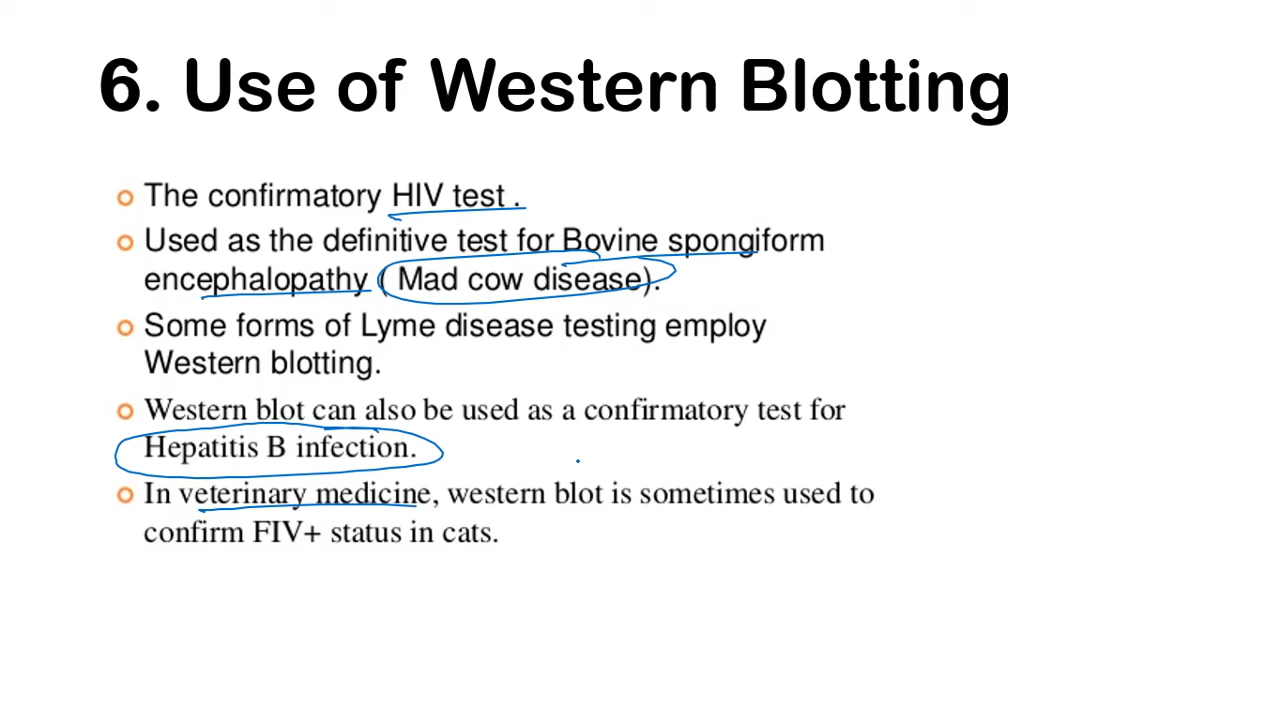 6. Use of Western Blotting
The confirmatory HIV test .
Used as the definitive test for Bovine spongiform
encephalopathy ( Mad cow disease).
Some forms of Lyme disease testing employ
Western blotting.
Western blot can also be used as a confirmatory test for
Hepatitis B infection.
In veterinary medicine, western blot is sometimes used to
confirm FIV+ status in cats.